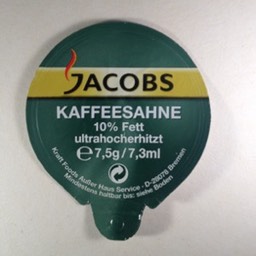 JACOBS
KAFFEESAHNE
10% Fett
ultrahocherhitzt
℮ 7,5g/7,3ml
Kraft Foods Außer Haus Service - D-28078 Bremen
Mindestens haltbar bis: siehe Boden